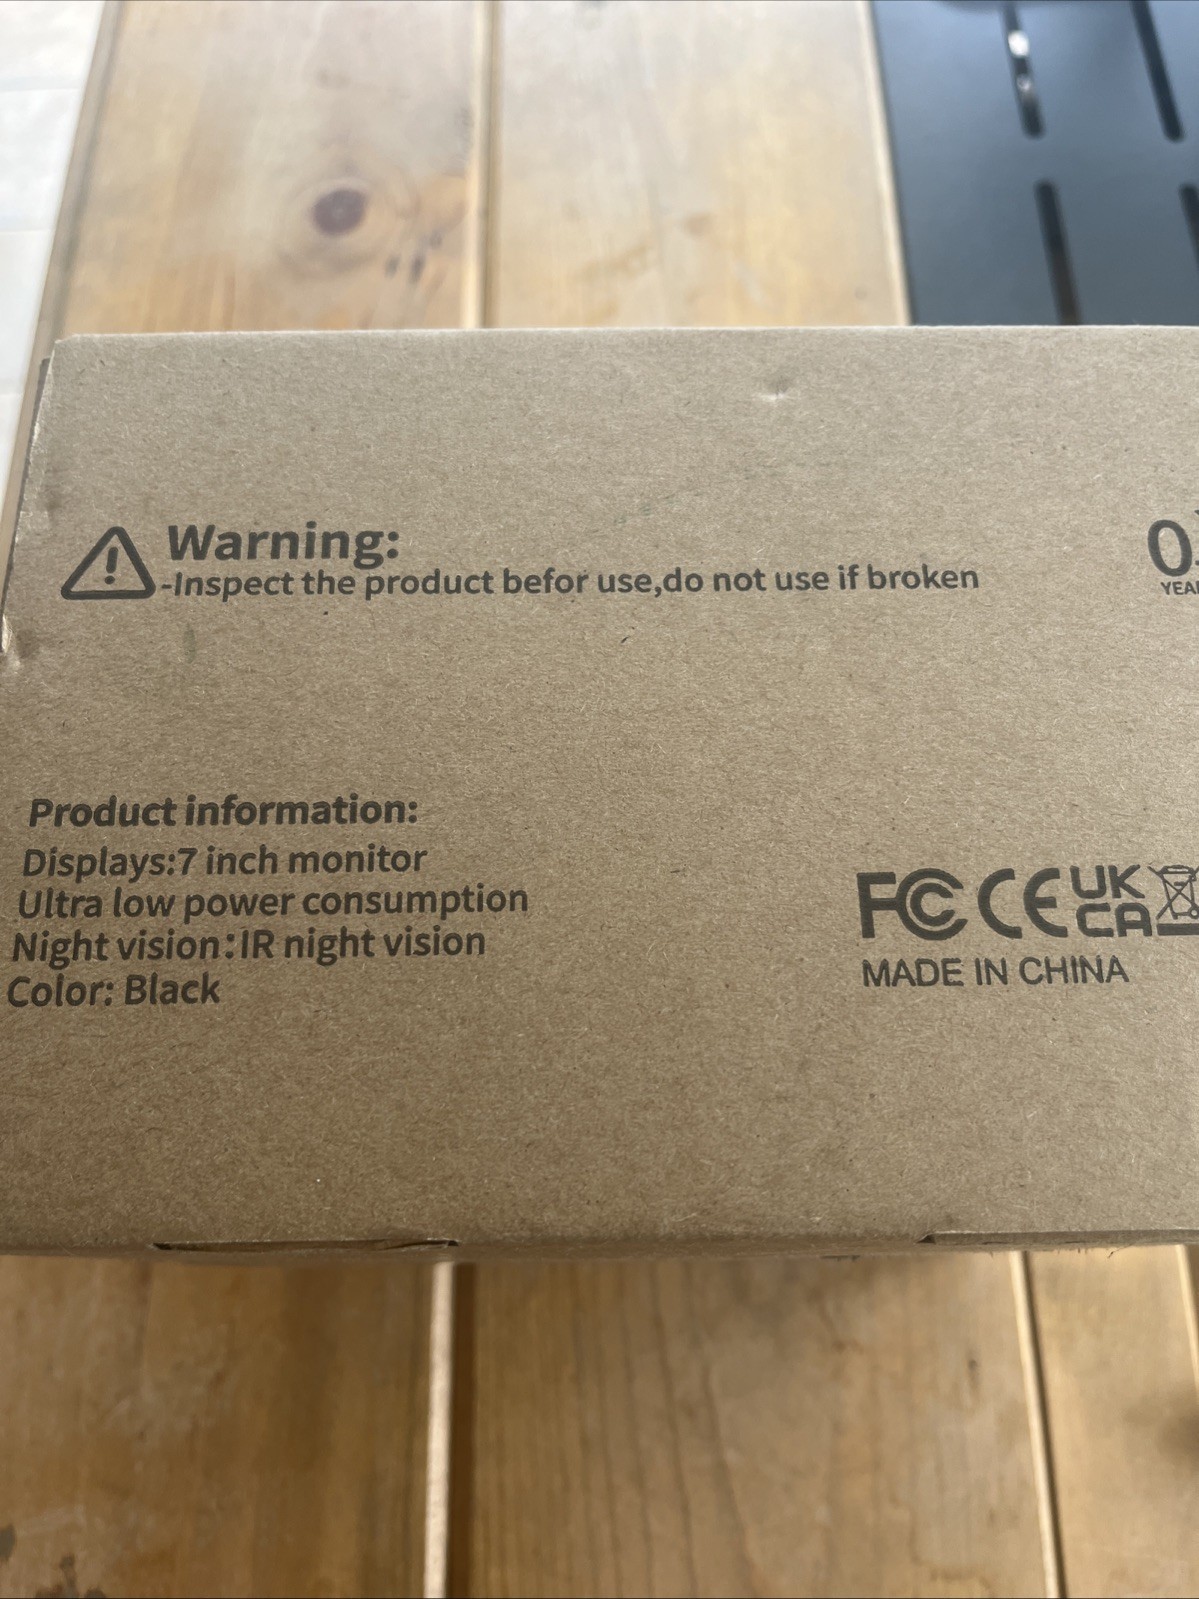 Warning:
-Inspect the product befor use,do not use if broken
Product information:
Displays:7 inch monitor
Ultra low power consumption
Night vision:IR night vision
Color: Black
FC CE UK
CA
MADE IN CHINA